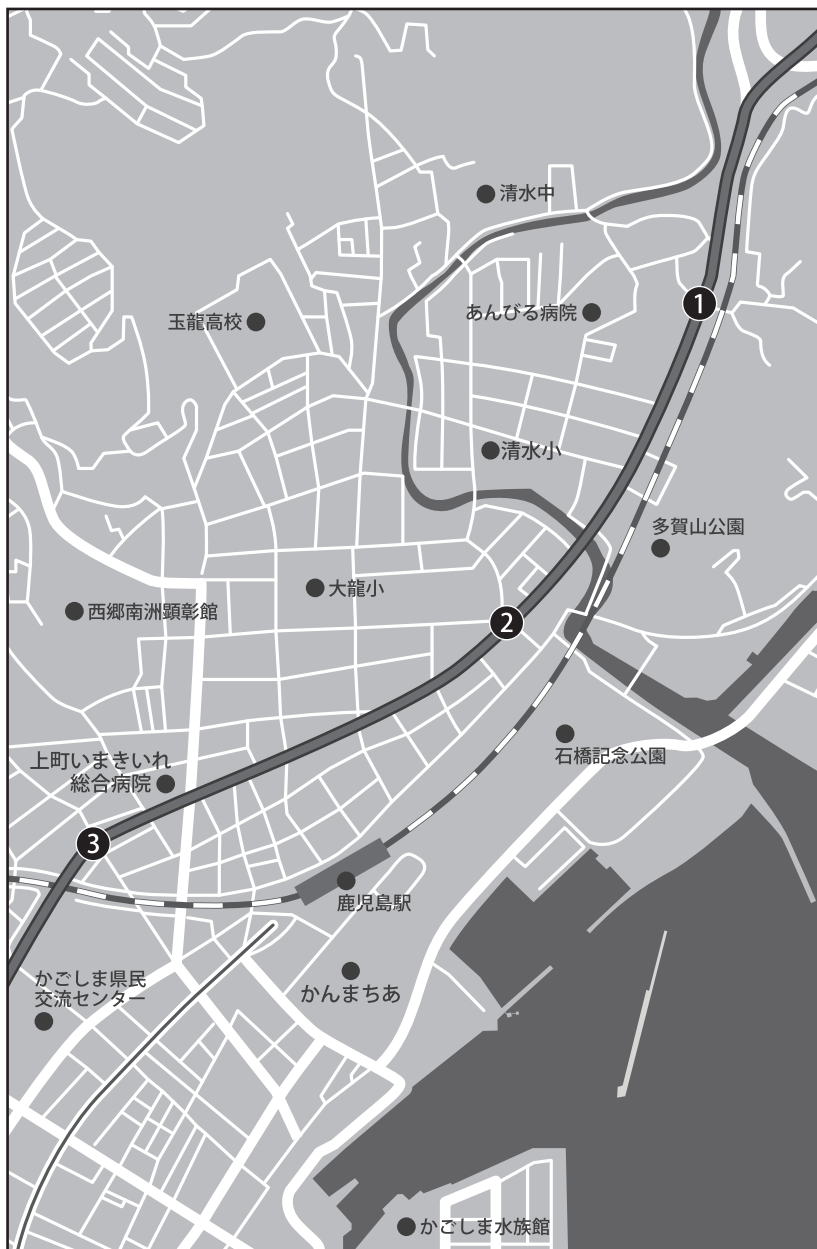 清水中
1
あんびる病院
玉龍高校
清水小
多賀山公園
大龍小
西郷南洲顕彰館
2
石橋記念公園
上町いまきいれ
総合病院
3
鹿児島駅
かごしま県民
交流センター
かんまちあ
かごしま水族館